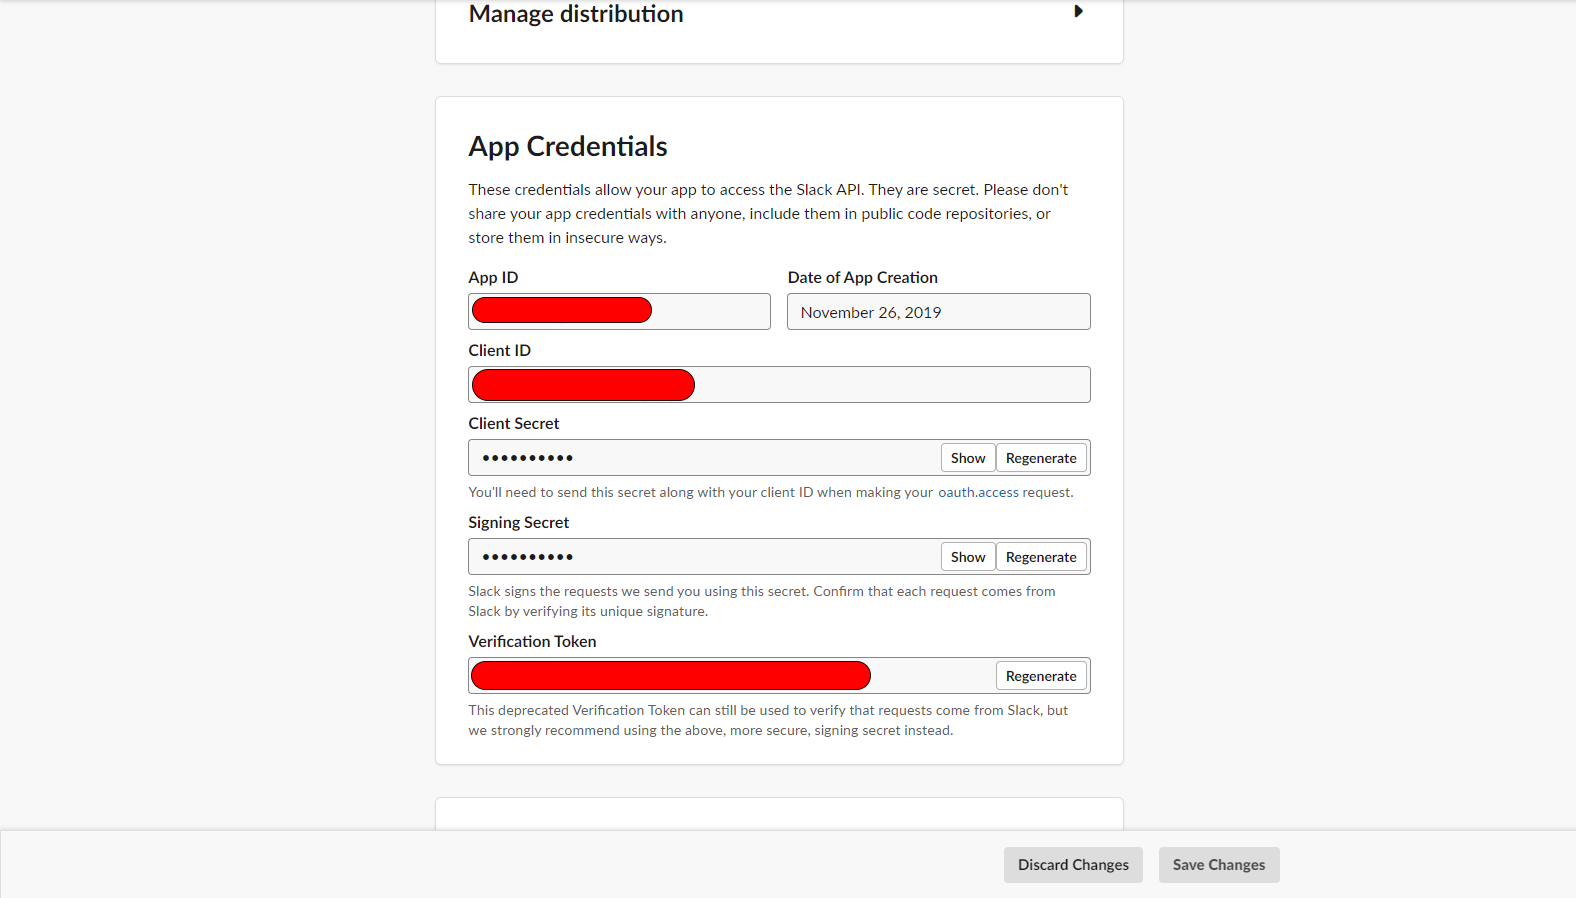 Manage distribution
App Credentials
These credentials allow your app to access the Slack API. They are secret. Please don't
share your app credentials with anyone, include them in public code repositories, or
store them in insecure ways.
App ID
Date of App Creation
November 26, 2019
Client ID
Client Secret
••••••••••
Show
Regenerate
You'll need to send this secret along with your client ID when making your oauth.access request.
Signing Secret
••••••••••
Show
Regenerate
Slack signs the requests we send you using this secret. Confirm that each request comes from
Slack by verifying its unique signature.
Verification Token
Regenerate
This deprecated Verification Token can still be used to verify that requests come from Slack, but
we strongly recommend using the above, more secure, signing secret instead.
Discard Changes
Save Changes